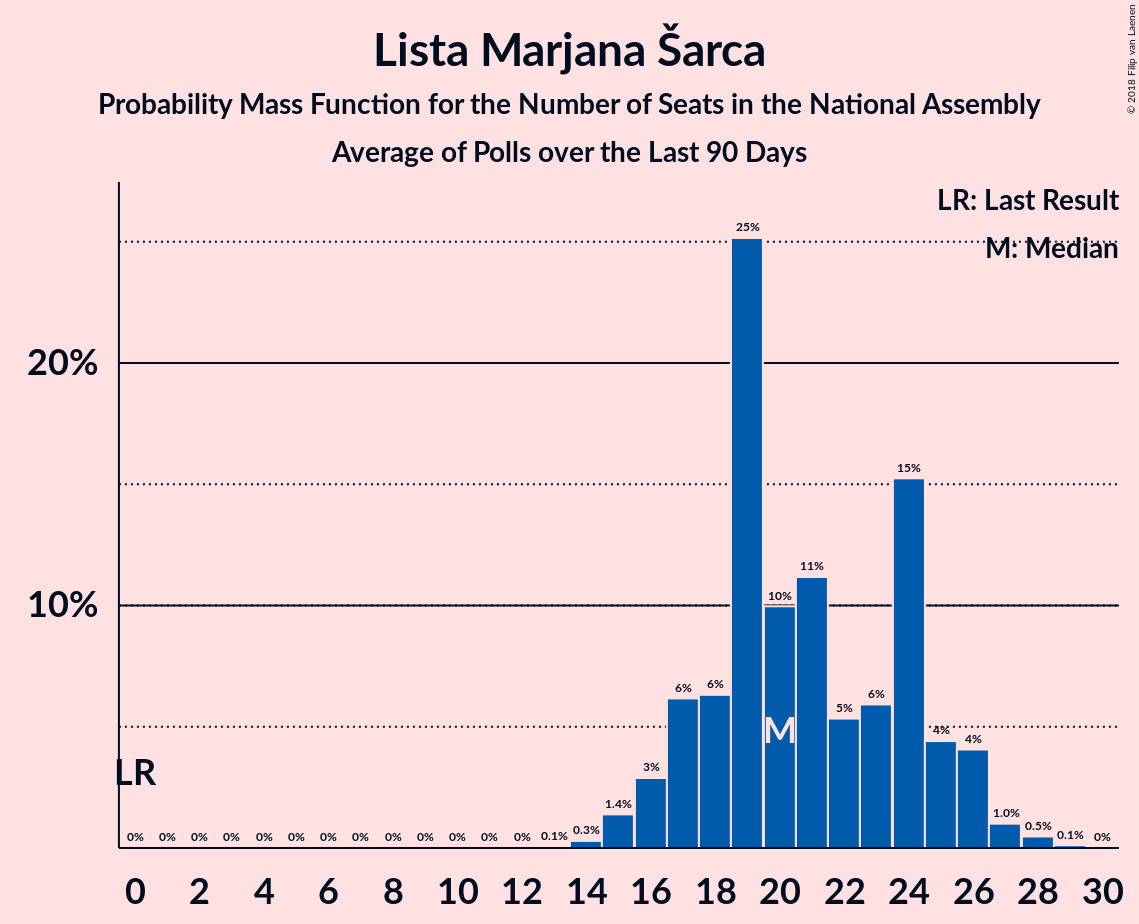 Lista Marjana Šarca
Probability Mass Function for the Number of Seats in the National Assembly
Average of Polls over the Last 90 Days
© 2018 Filip van Laenen
LR: Last Result
M: Median
20%
10%
LR
M
0% 0% 0% 0% 0% 0% 0% 0% 0% 0% 0% 0% 0% 0.1% 0.3% 1.4% 3% 6% 6% 25% 10% 11% 5% 6% 15% 4% 4% 1.0% 0.5% 0.1% 0%
0 2 4 6 8 10 12 14 16 18 20 22 24 26 28 30